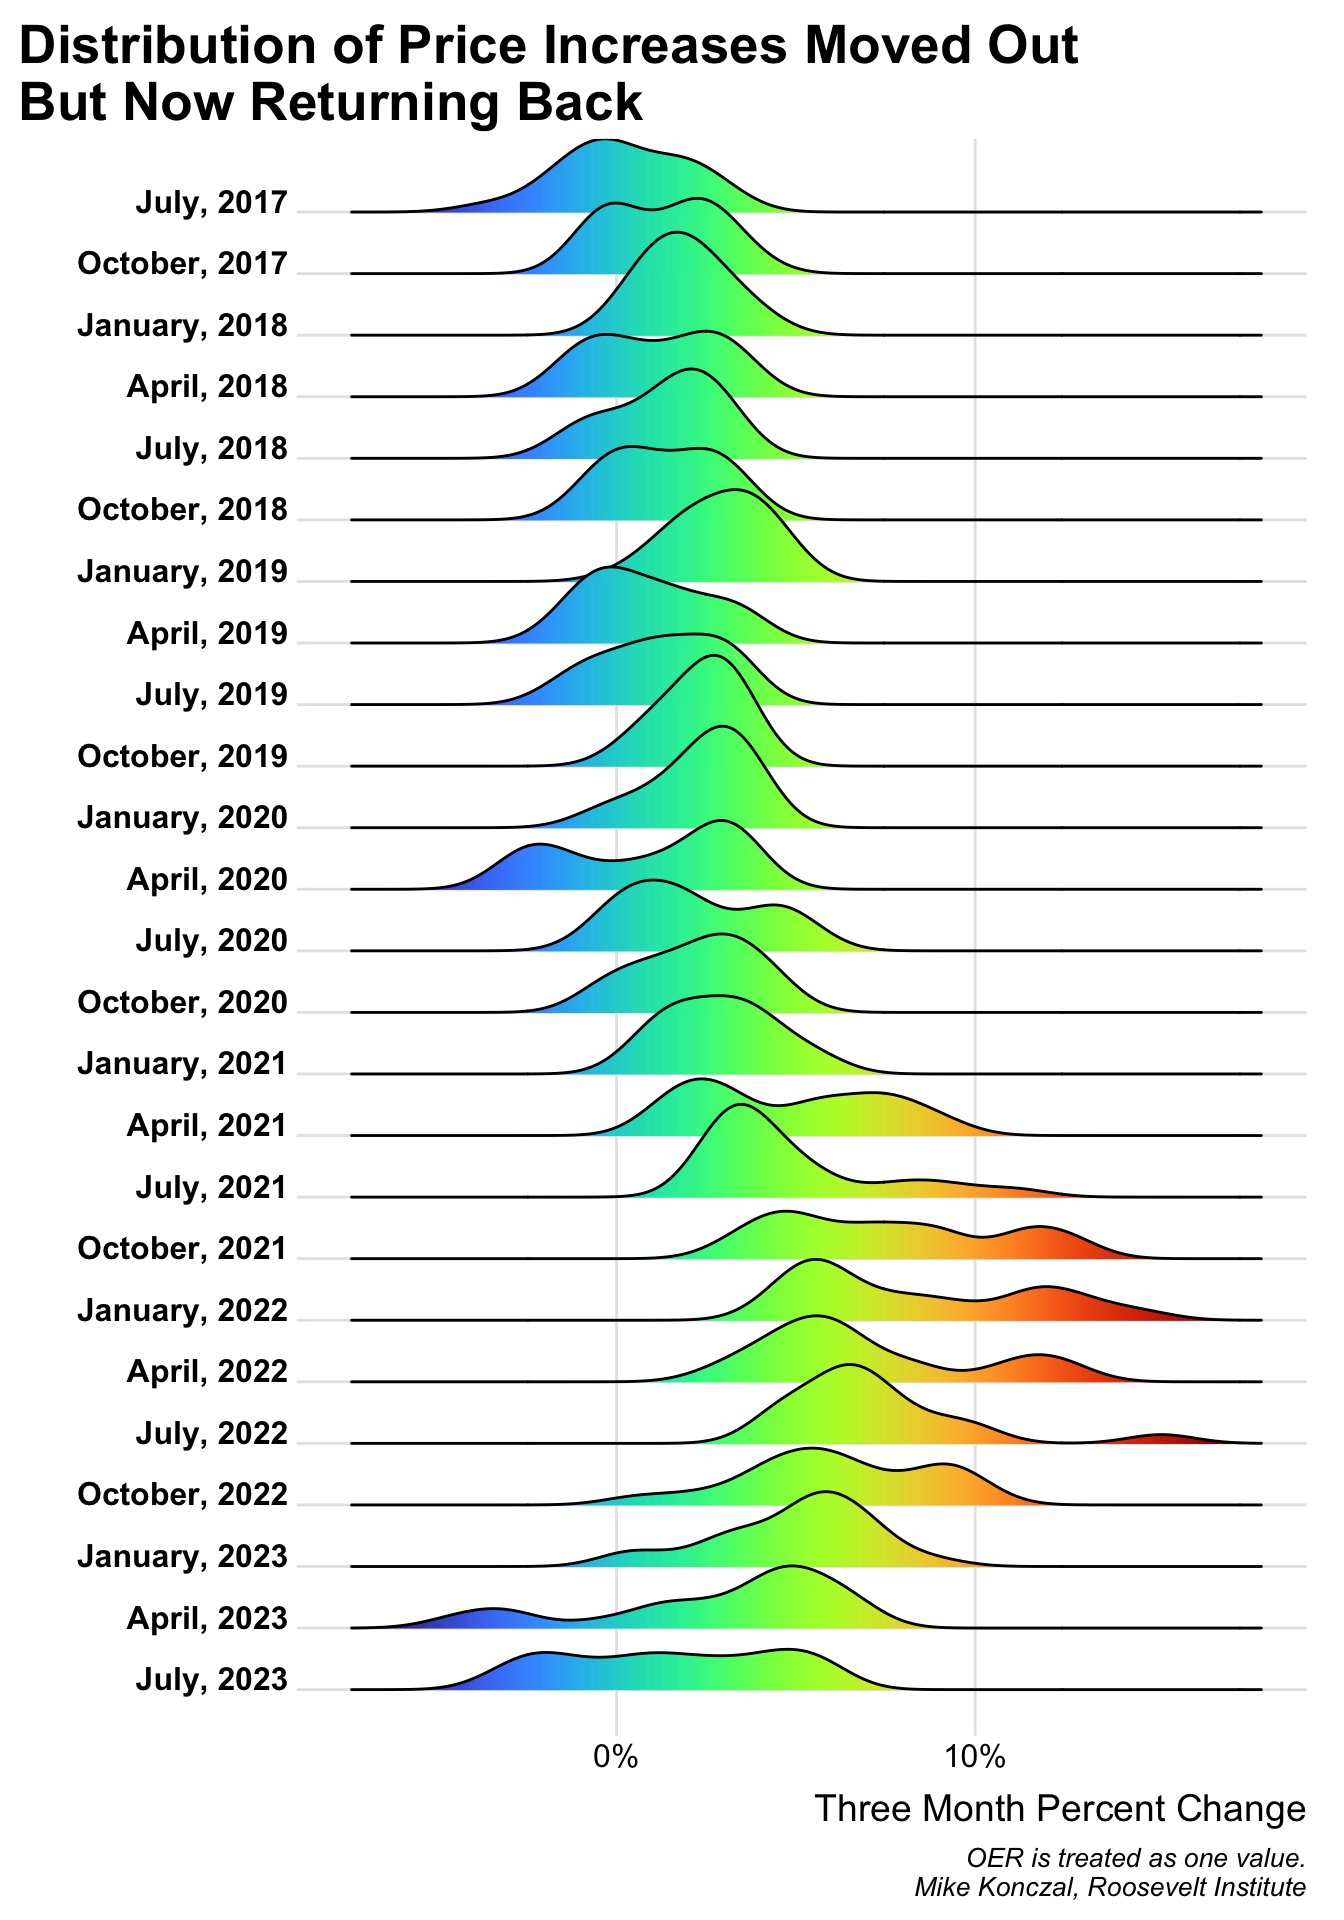 Distribution of Price Increases Moved Out
But Now Returning Back
July, 2017
October, 2017
January, 2018
April, 2018
July, 2018
October, 2018
January, 2019
April, 2019
July, 2019
October, 2019
January, 2020
April, 2020
July, 2020
October, 2020
January, 2021
April, 2021
July, 2021
October, 2021
January, 2022
April, 2022
July, 2022
October, 2022
January, 2023
April, 2023
July, 2023
0% 10%
Three Month Percent Change
OER is treated as one value.
Mike Konczal, Roosevelt Institute